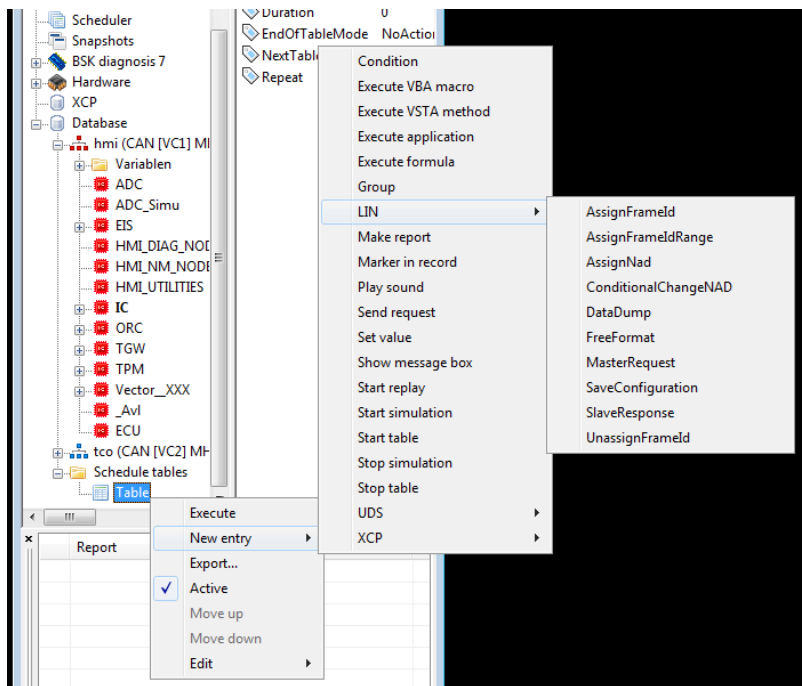 Scheduler
Snapshots
BSK diagnosis 7
Hardware
XCP
Database
hmi (CAN [VC1] MI
Variablen
ADC
ADC_Simu
EIS
HMI_DIAG_NOD
HMI_NM_NODE
HMI_UTILITIES
IC
ORC
TGW
TPM
Vector__XXX
_Avl
ECU
tco (CAN [VC2] MH
Schedule tables
Table
Duration 0
EndOfTableMode NoAction
NextTable
Repeat
Condition
Execute VBA macro
Execute VSTA method
Execute application
Execute formula
Group
LIN
Make report
Marker in record
Play sound
Send request
Set value
Show message box
Start replay
Start simulation
Start table
Stop simulation
Stop table
UDS
XCP
AssignFrameId
AssignFrameIdRange
AssignNad
ConditionalChangeNAD
DataDump
FreeFormat
MasterRequest
SaveConfiguration
SlaveResponse
UnassignFrameId
Execute
New entry
Export...
Active
Move up
Move down
Edit
Report